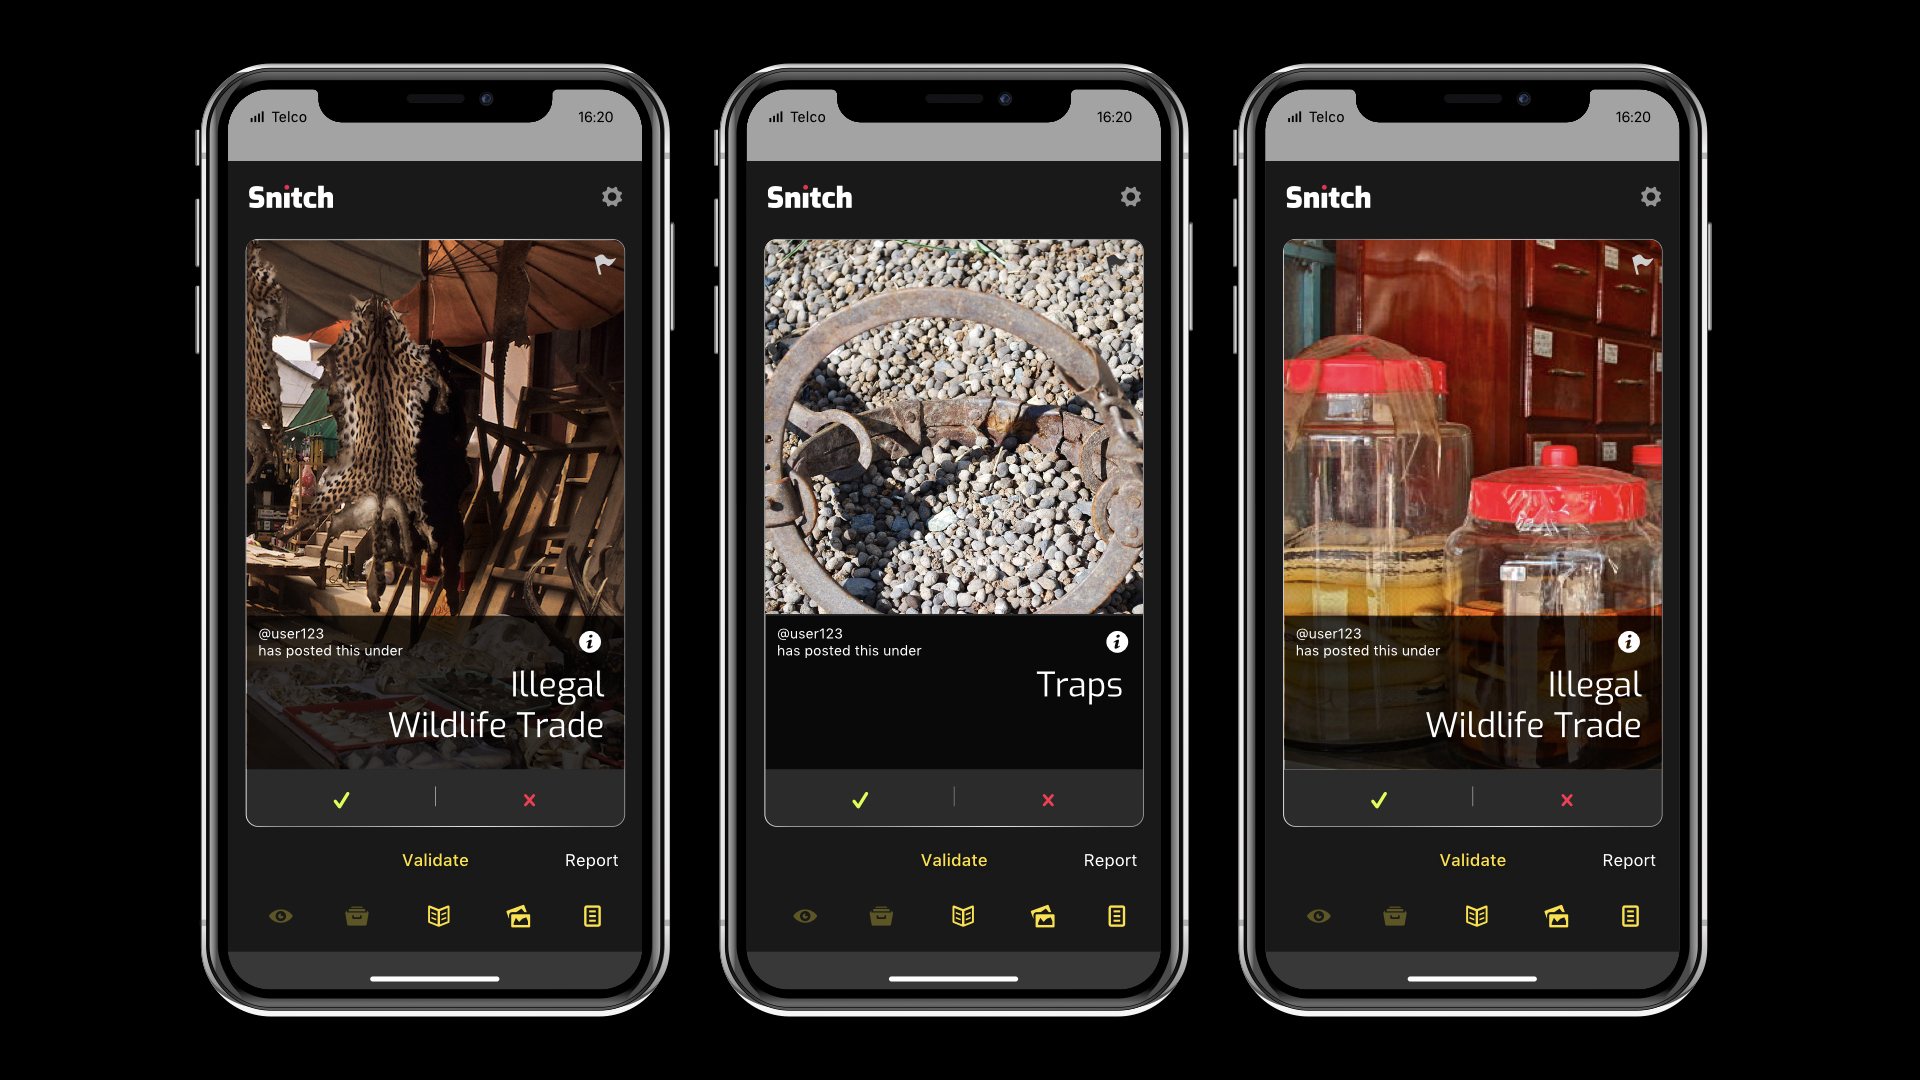 Telco 16:20
Snitch
@user123
has posted this under
Illegal
Wildlife Trade
Validate Report
Telco 16:20
Snitch
@user123
has posted this under
Traps
Validate Report
Telco 16:20
Snitch
@user123
has posted this under
Illegal
Wildlife Trade
Validate Report